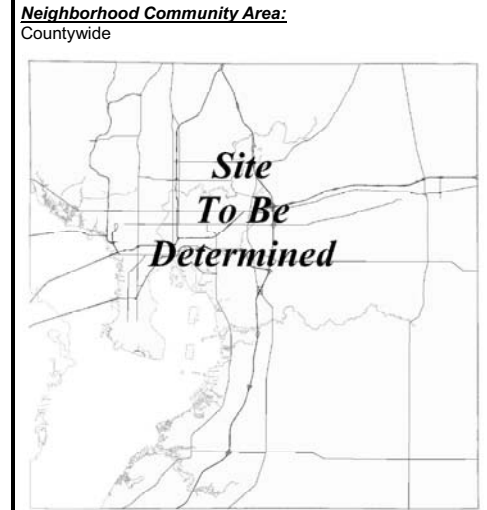 Neighborhood Community Area:
Countywide
Site
To Be
Determined